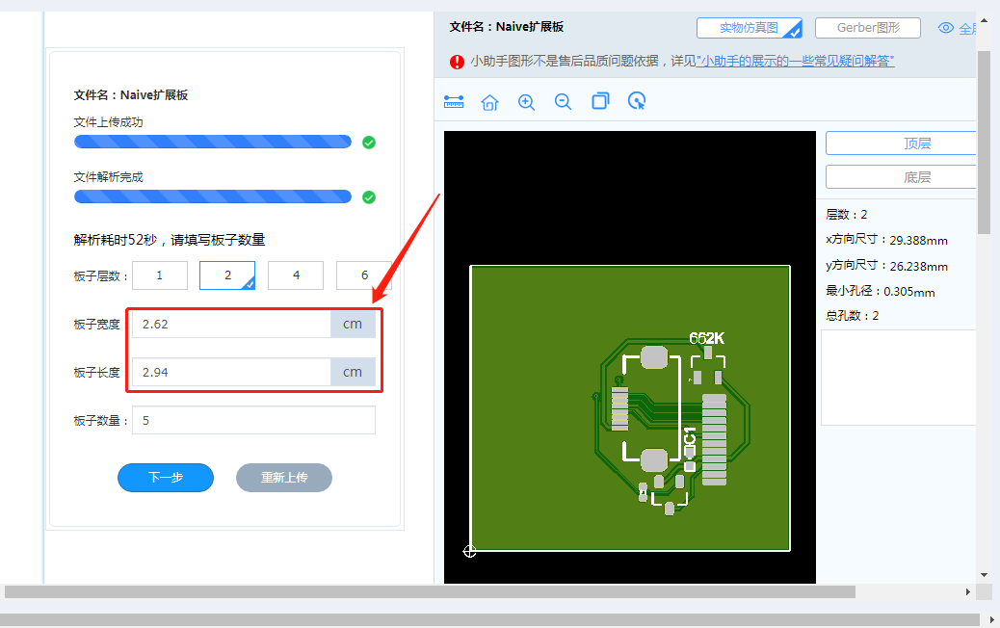 文件名：Naive扩展板
文件上传成功
文件解析完成
解析耗时52秒，请填写板子数量
板子层数： 1 2 4 6
板子宽度 2.62 cm
板子长度 2.94 cm
板子数量： 5
下一步 重新上传
文件名：Naive扩展板 实物仿真图 Gerber图形
小助手图形不是售后品质问题依据，详见"小助手的展示的一些常见疑问解答"
顶层
底层
层数：2
x方向尺寸：29.388mm
y方向尺寸：26.238mm
最小孔径：0.305mm
总孔数：2
662K